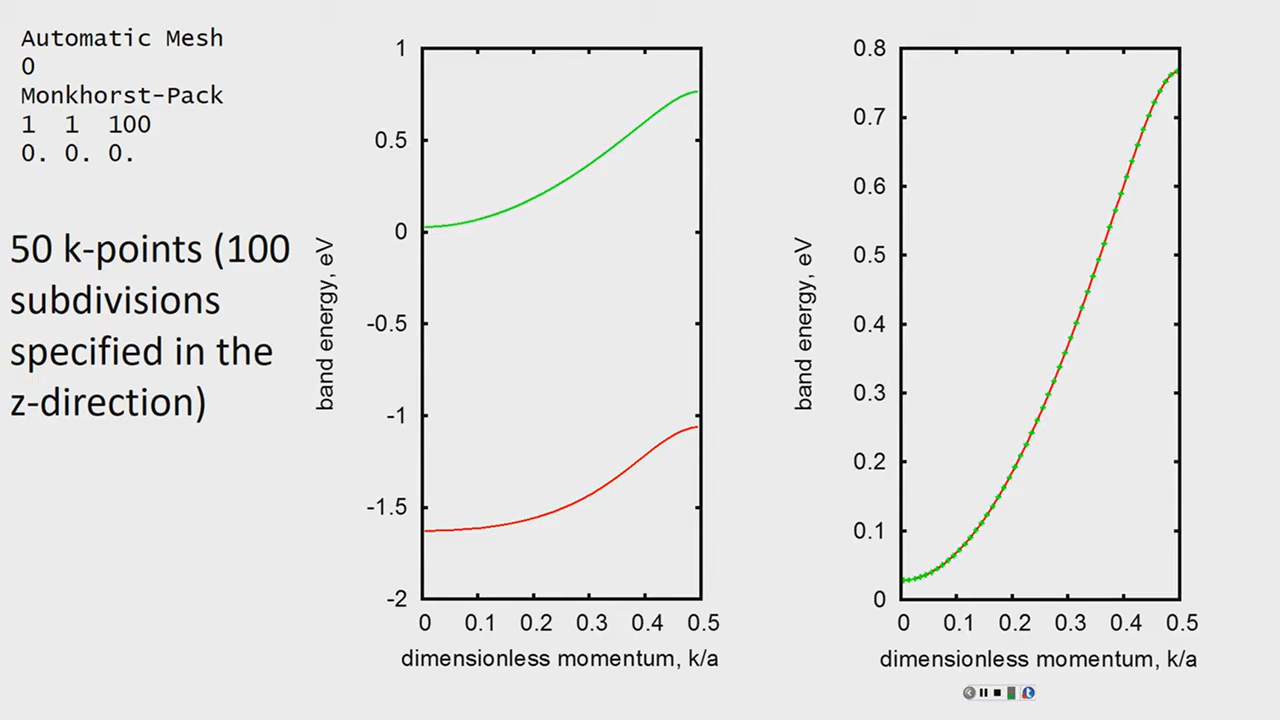 Automatic Mesh
0
Monkhorst-Pack
1 1 100
0. 0. 0.
50 k-points (100
subdivisions
specified in the
z-direction)
band energy, eV
1
0.5
0
-0.5
-1
-1.5
-2
0 0.1 0.2 0.3 0.4 0.5
dimensionless momentum, k/a
band energy, eV
0.8
0.7
0.6
0.5
0.4
0.3
0.2
0.1
0
0 0.1 0.2 0.3 0.4 0.5
dimensionless momentum, k/a